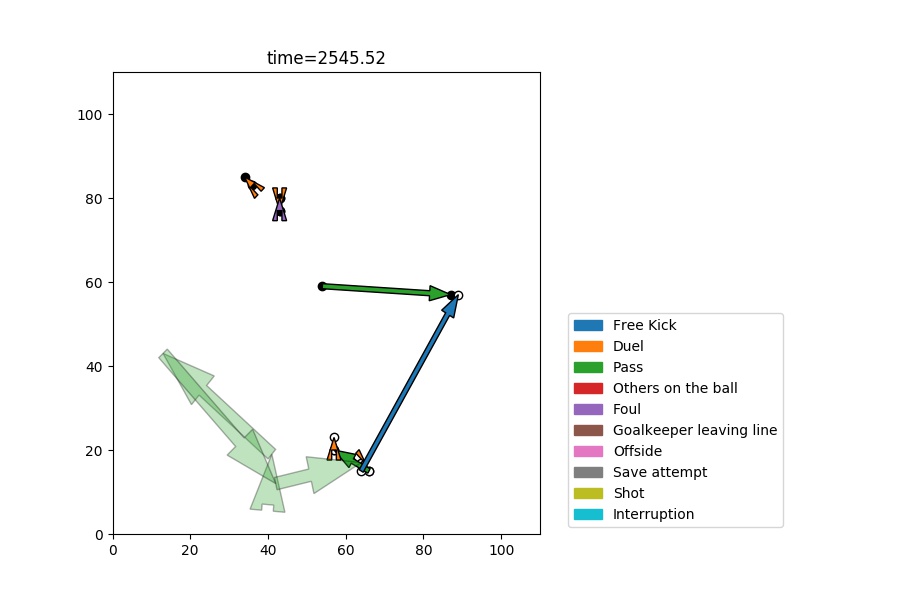 time=2545.52
100
80
60
40
20
0
0 20 40 60 80 100
Free Kick
Duel
Pass
Others on the ball
Foul
Goalkeeper leaving line
Offside
Save attempt
Shot
Interruption